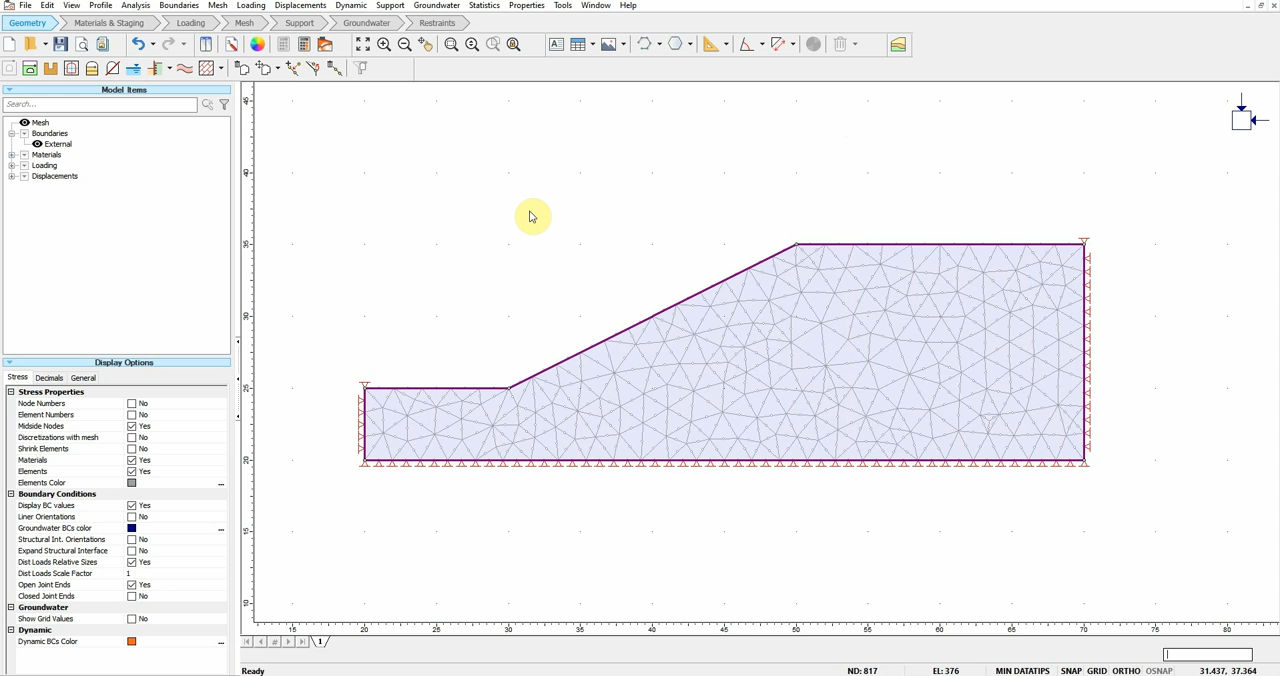 File Edit View Profile Analysis Boundaries Mesh Loading Displacements Dynamic Support Groundwater Statistics Properties Tools Window Help
Geometry Materials & Staging Loading Mesh Support Groundwater Restraints
Model Items
Search...
Mesh
Boundaries
External
Materials
Loading
Displacements
Display Options
Stress Decimals General
Stress Properties
Node Numbers No
Element Numbers No
Midside Nodes Yes
Discretizations with mesh No
Shrink Elements No
Materials Yes
Elements Yes
Elements Color ...
Boundary Conditions
Display BC values Yes
Liner Orientations No
Groundwater BCs color ...
Structural Int. Orientations No
Expand Structural Interface No
Dist Loads Relative Sizes Yes
Dist Loads Scale Factor 1
Open Joint Ends Yes
Closed Joint Ends No
Groundwater
Show Grid Values No
Dynamic
Dynamic BCs Color ...
45
40
35
30
25
20
15
10
15 20 25 30 35 40 45 50 55 60 65 70 75 80
# 1
Ready ND: 817 EL: 376 MIN DATATIPS SNAP GRID ORTHO OSNAP 31.437, 37.364